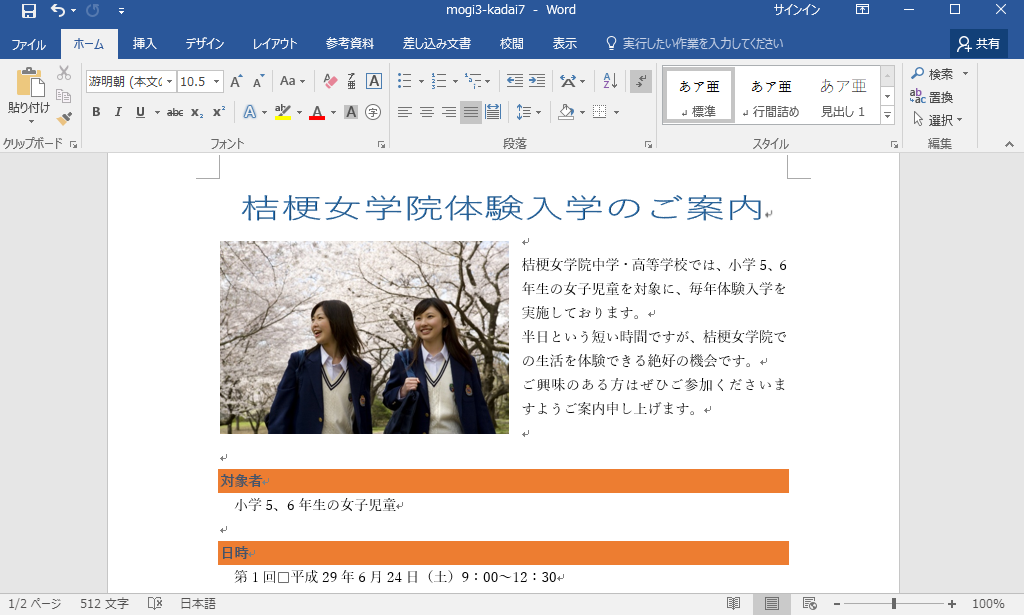 mogi3-kadai7 - Word
サインイン
ファイル ホーム 挿入 デザイン レイアウト 参考資料 差し込み文書 校閲 表示 実行したい作業を入力してください 共有
游明朝 (本文の 10.5 A A Aa ア亜 A
貼り付け
B I U abc x₂ x² A ab A A 字
あア亜 あア亜 あア亜
↲標準 ↲行間詰め 見出し 1
検索
置換
選択
クリップボード フォント 段落 スタイル 編集
桔梗女学院体験入学のご案内↲
↲
桔梗女学院中学・高等学校では、小学 5、6
年生の女子児童を対象に、毎年体験入学を
実施しております。↲
半日という短い時間ですが、桔梗女学院で
の生活を体験できる絶好の機会です。↲
ご興味のある方はぜひご参加くださいま
すようご案内申し上げます。↲
↲
↲
対象者↲
小学 5、6 年生の女子児童↲
↲
日時↲
第 1 回□平成 29 年 6 月 24 日（土）9：00～12：30↲
1/2 ページ 512 文字 日本語 100%